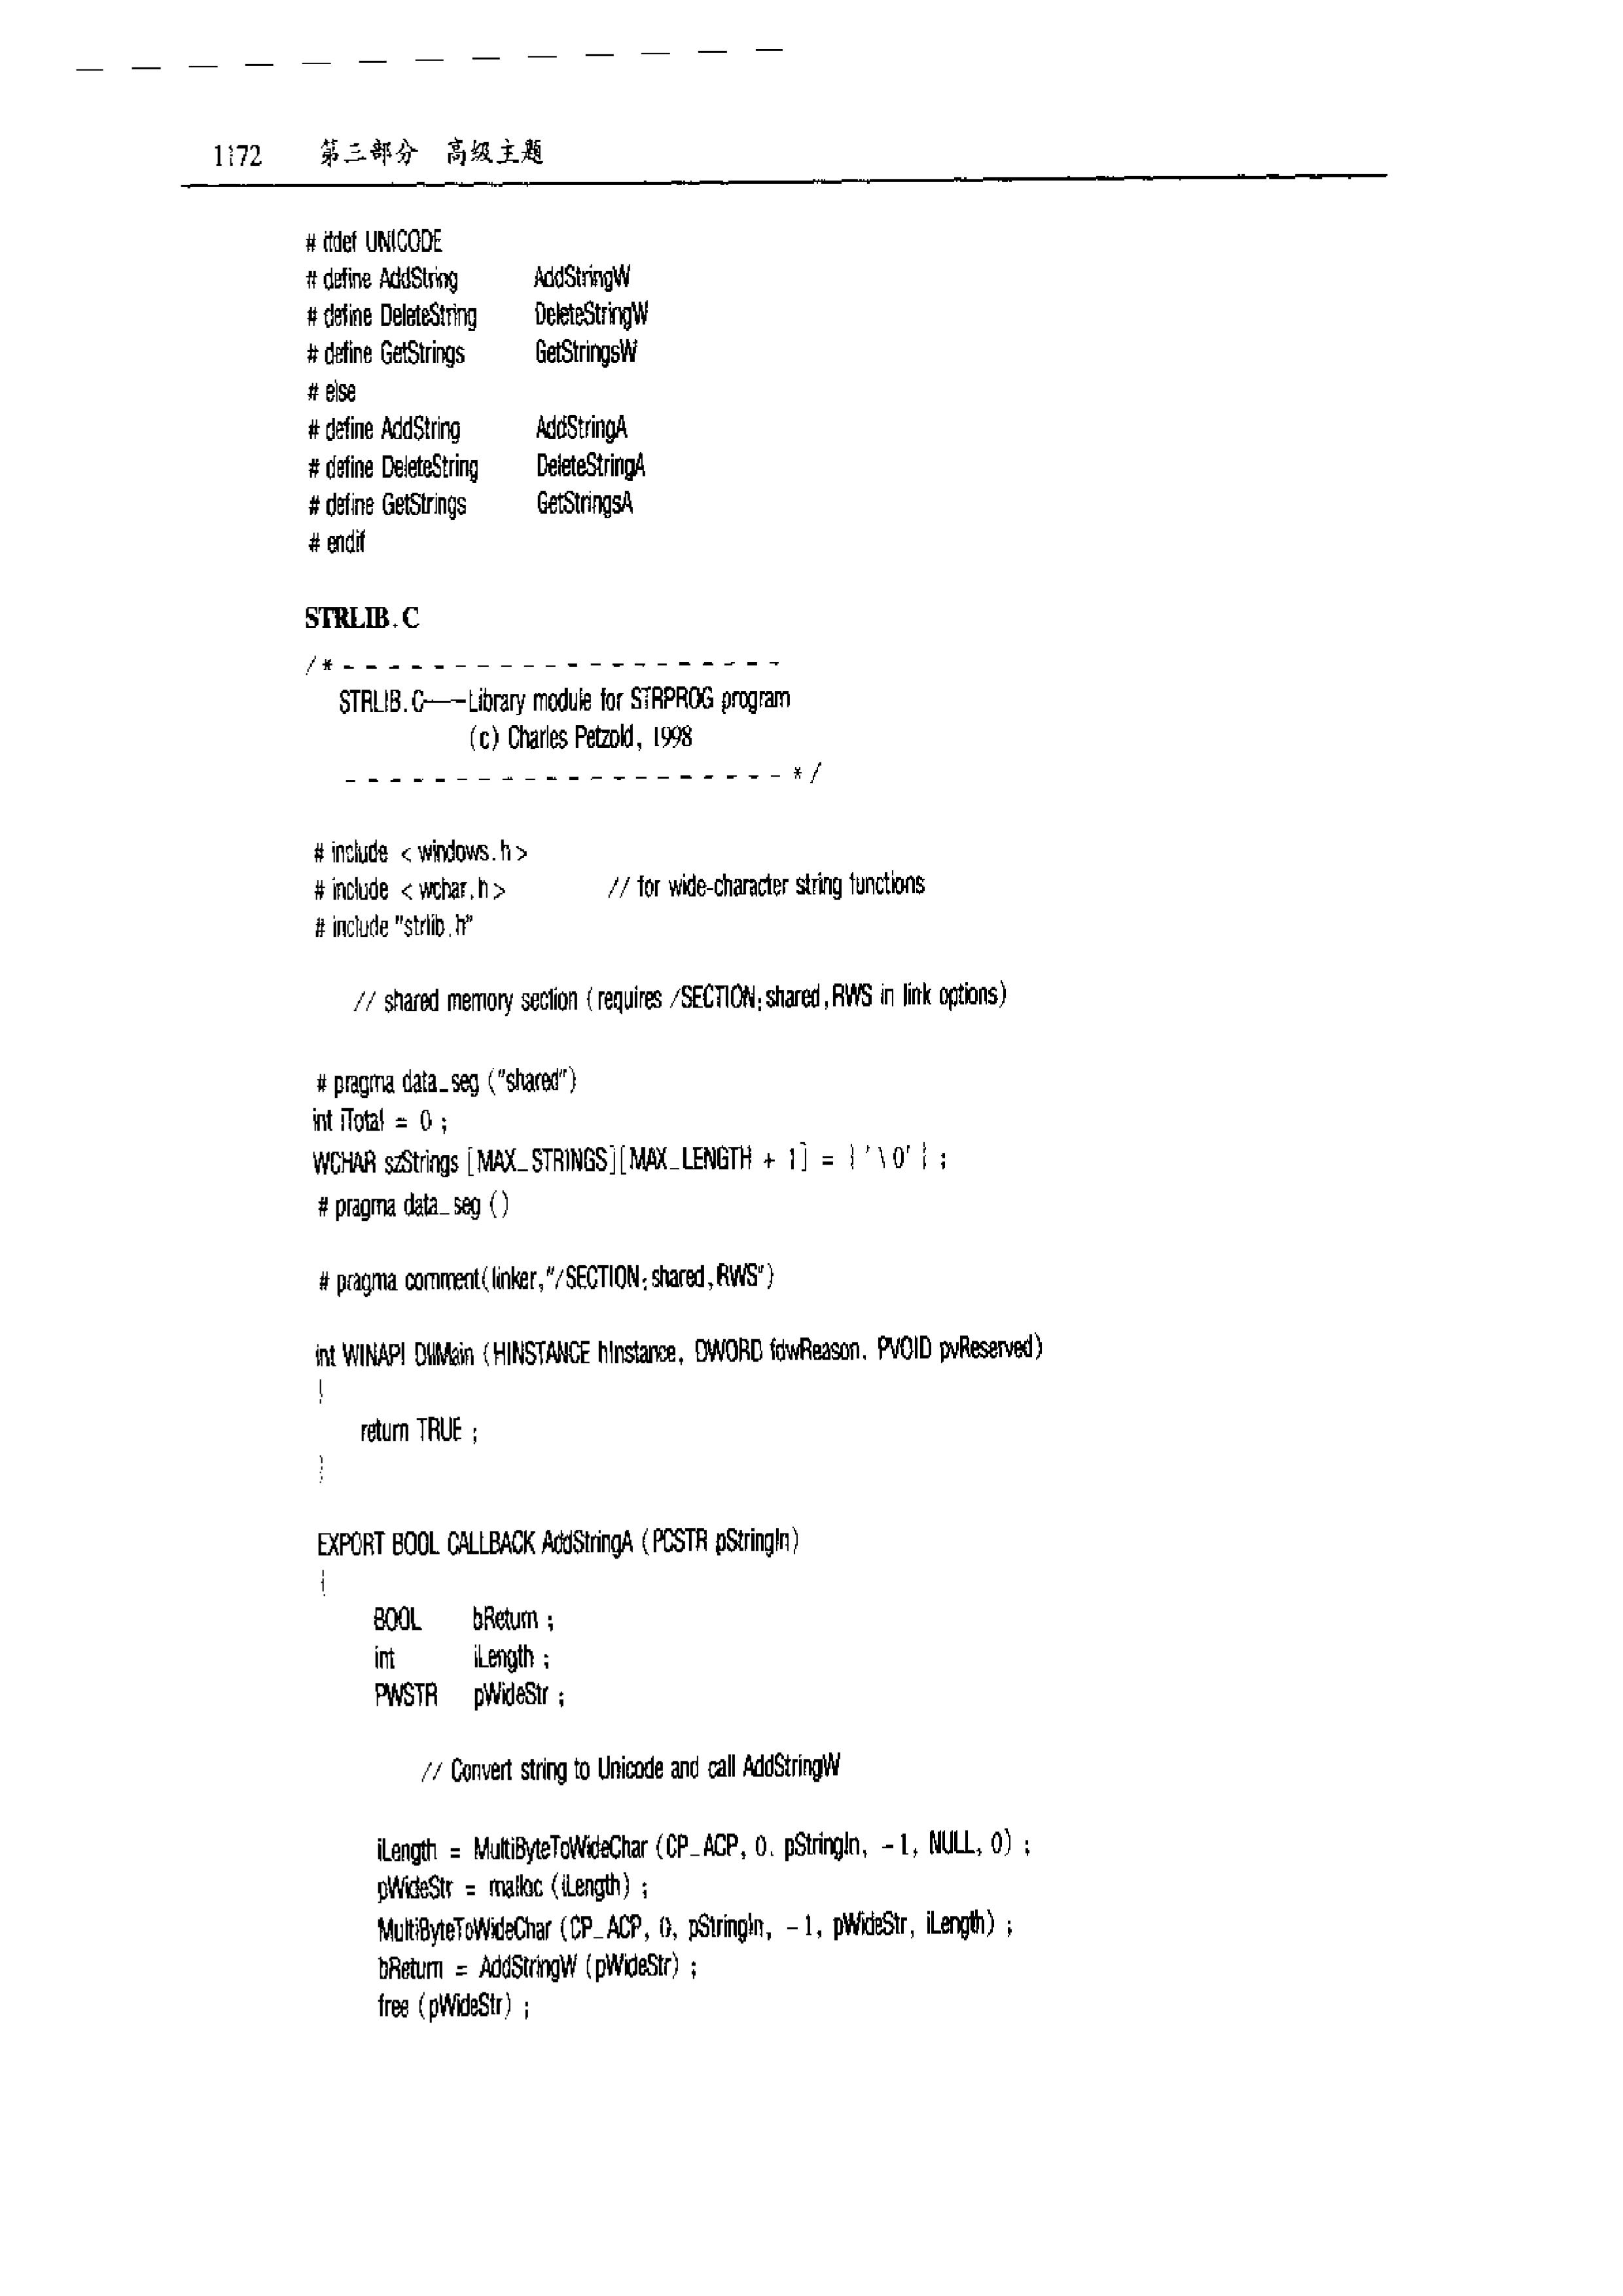 1172 第三部分 高级主题
# ifdef UNICODE
# define AddString AddStringW
# define DeleteString DeleteStringW
# define GetStrings GetStringsW
# else
# define AddString AddStringA
# define DeleteString DeleteStringA
# define GetStrings GetStringsA
# endif
STRLIB.C
/* - - - - - - - - - - - - - - - - - - - -
STRLIB.C——Library module for STRPROG program
(c) Charles Petzold, 1998
- - - - - - - - - - - - - - - - - - - - */
# include < windows.h >
# include < wchar.h > // for wide-character string functions
# include "strlib.h"
// shared memory section (requires /SECTION:shared,RWS in link options)
# pragma data_seg ("shared")
int iTotal = 0 ;
WCHAR szStrings [MAX_STRINGS][MAX_LENGTH + 1] = { '\0' } ;
# pragma data_seg ()
# pragma comment(linker,"/SECTION:shared,RWS")
int WINAPI DllMain (HINSTANCE hInstance, DWORD fdwReason, PVOID pvReserved)
{
return TRUE ;
}
EXPORT BOOL CALLBACK AddStringA (PCSTR pStringIn)
{
BOOL bReturn ;
int iLength ;
PWSTR pWideStr ;
// Convert string to Unicode and call AddStringW
iLength = MultiByteToWideChar (CP_ACP, 0, pStringIn, -1, NULL, 0) ;
pWideStr = malloc (iLength) ;
MultiByteToWideChar (CP_ACP, 0, pStringIn, -1, pWideStr, iLength) ;
bReturn = AddStringW (pWideStr) ;
free (pWideStr) ;